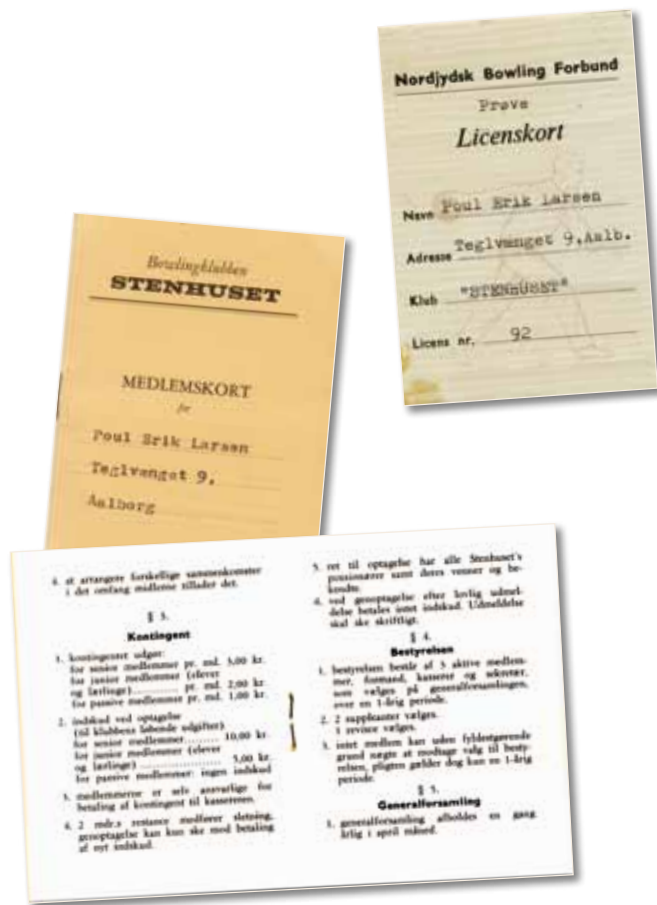 Nordjydsk Bowling Forbund
Prøve
Licenskort
Navn Poul Erik Larsen
Adresse Teglvænget 9, Aalb.
Klub "STENHUSET"
Licens nr. 92
Bowlingklubben
STENHUSET
MEDLEMSKORT
for
Poul Erik Larsen
Teglvænget 9,
Aalborg
at arrangere forskellige sammenkomster
i det omfang midlerne tillader det.
§ 3.
Kontingent
1. kontingentet udgør:
for senior medlemmer pr. md. 3,00 kr.
for junior medlemmer (elever
og lærlinge) .......... pr. md. 2,00 kr.
for passive medlemmer pr. md. 1,00 kr.
2. indskud ved optagelse
(til klubbens løbende udgifter)
for senior medlemmer ........ 10,00 kr.
for junior medlemmer (elever
og lærlinge) .................... 5,00 kr.
for passive medlemmer: ingen indskud
3. medlemmerne er selv ansvarlige for
betaling af kontingent til kassereren.
4. 2 mdr.s restance medfører sletning,
genoptagelse kan kun ske mod betaling
af nyt indskud.
5. ret til optagelse har alle Stenhuset's
pensionærer samt deres venner og be-
kendte.
ved genoptagelse efter lovlig udmel-
delse betales intet indskud. Udmeldelse
skal ske skriftligt.
§ 4.
Bestyrelsen
1. bestyrelsen består af 3 aktive medlem-
mer, formand, kasserer og sekretær,
som vælges på generalforsamlingen,
over en 1-årig periode.
2. 2 suppleanter vælges.
1 revisor vælges.
3. intet medlem kan uden fyldestgørende
grund nægte at modtage valg til besty-
relsen, pligten gælder dog kun en 1-årig
periode.
§ 5.
Generalforsamling
1. generalforsamling afholdes en gang
årlig i april måned.